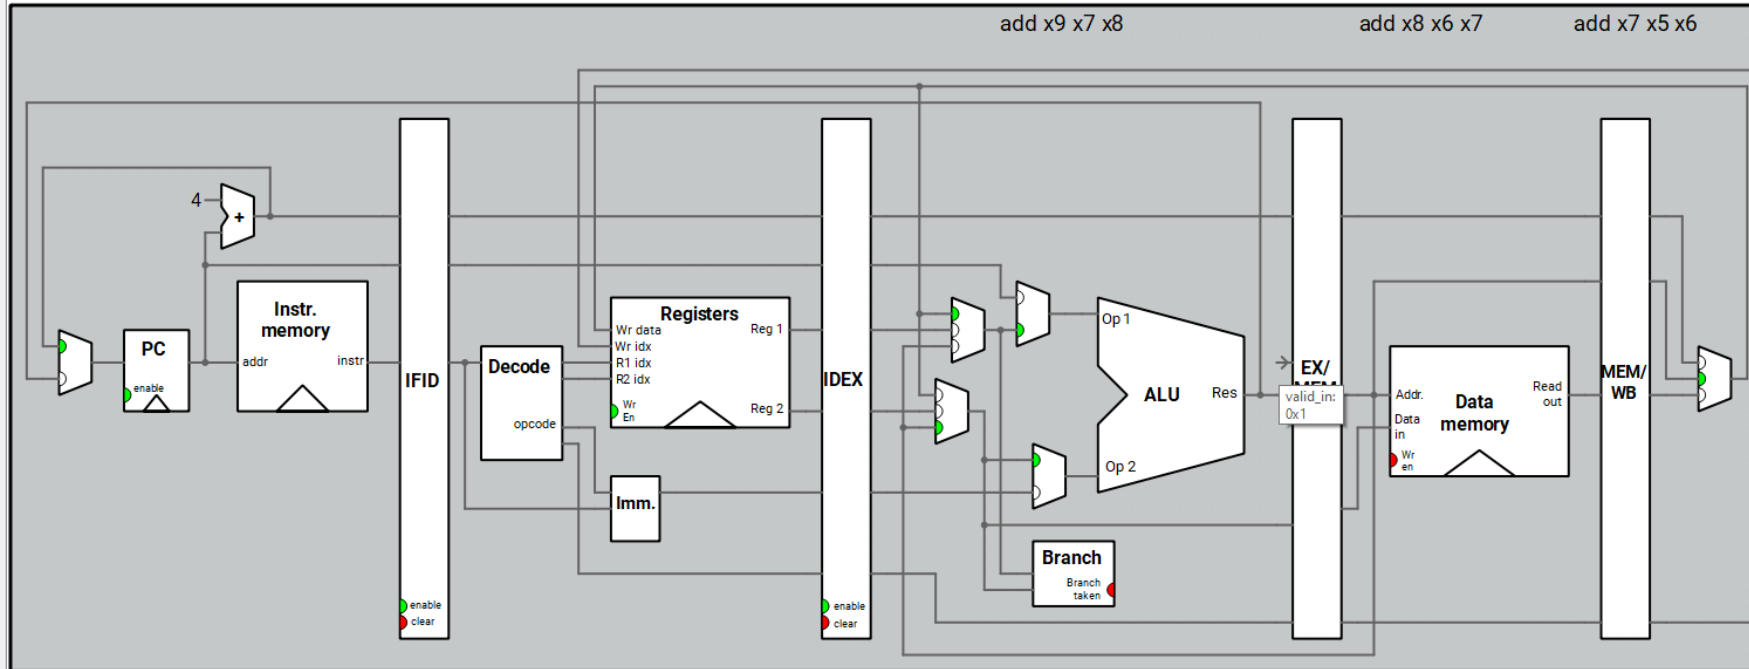 add x9 x7 x8
add x8 x6 x7
add x7 x5 x6
4
+
Instr.
memory
addr
instr
PC
enable
IFID
enable
clear
Decode
opcode
Registers
Wr data
Wr idx
R1 idx
R2 idx
Wr
En
Reg 1
Reg 2
Imm.
IDEX
enable
clear
Op 1
Op 2
ALU
Res
Branch
Branch
taken
EX/
MEM
valid_in:
0x1
Addr.
Data
in
Wr
en
Data
memory
Read
out
MEM/
WB